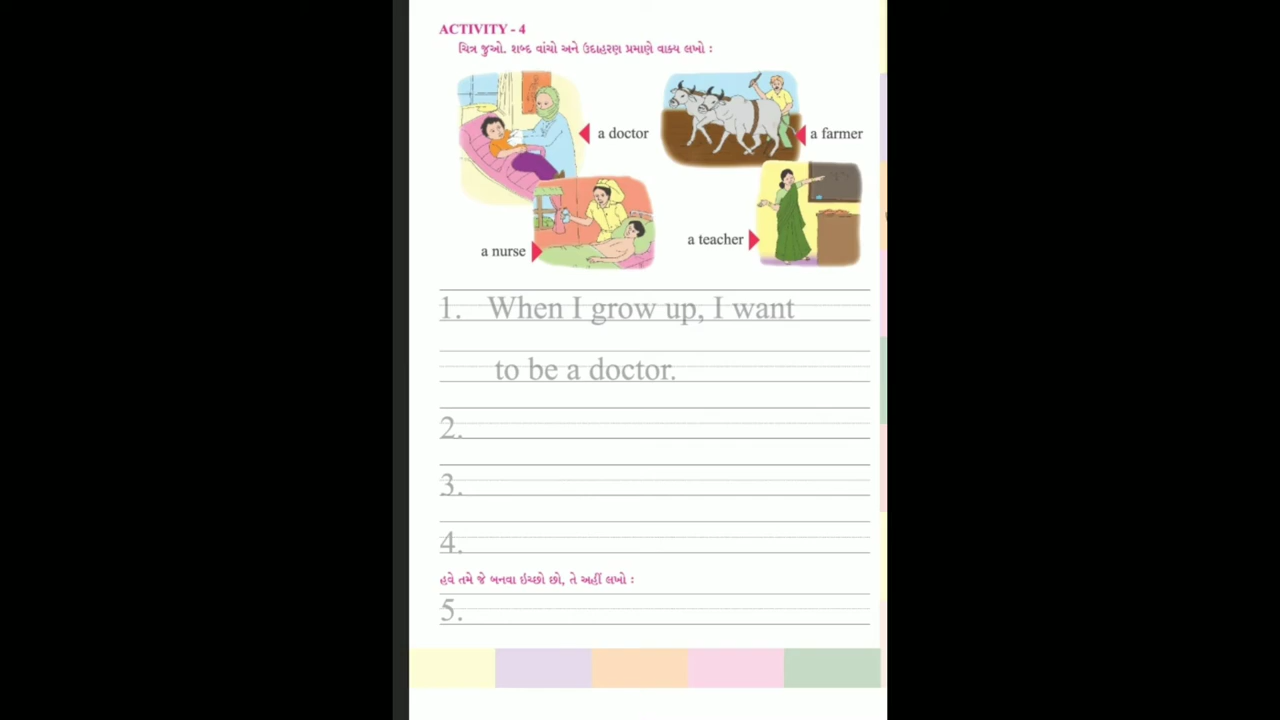 ACTIVITY - 4
ચિત્ર જુઓ. શબ્દ વાંચો અને ઉદાહરણ પ્રમાણે વાક્ય લખો :
a doctor
a farmer
a nurse
a teacher
1. When I grow up, I want
to be a doctor.
2.
3.
4.
હવે તમે જે બનવા ઇચ્છો છો, તે અહીં લખો :
5.